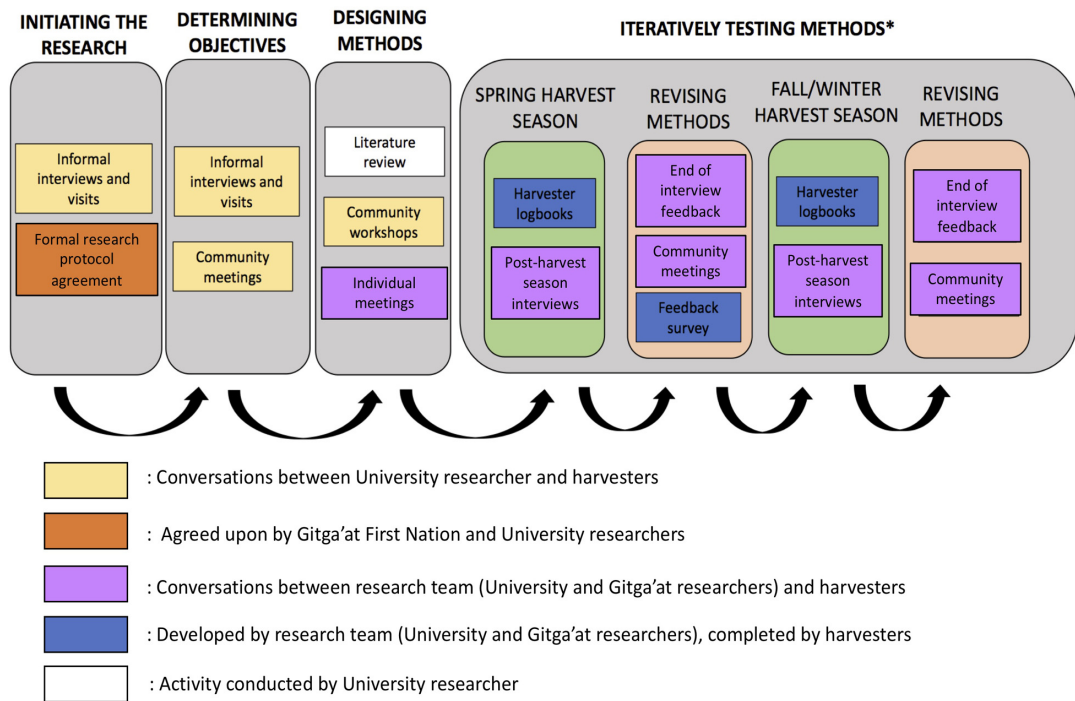 INITIATING THE
RESEARCH
DETERMINING
OBJECTIVES
DESIGNING
METHODS
ITERATIVELY TESTING METHODS*
Informal
interviews and
visits
Formal research
protocol
agreement
Informal
interviews and
visits
Community
meetings
Literature
review
Community
workshops
Individual
meetings
SPRING HARVEST
SEASON
Harvester
logbooks
Post-harvest
season
interviews
REVISING
METHODS
End of
interview
feedback
Community
meetings
Feedback
survey
FALL/WINTER
HARVEST SEASON
Harvester
logbooks
Post-harvest
season
interviews
REVISING
METHODS
End of
interview
feedback
Community
meetings
: Conversations between University researcher and harvesters
: Agreed upon by Gitga’at First Nation and University researchers
: Conversations between research team (University and Gitga’at researchers) and harvesters
: Developed by research team (University and Gitga’at researchers), completed by harvesters
: Activity conducted by University researcher